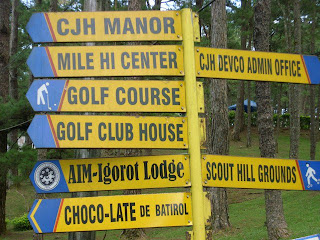 CJH MANOR
MILE HI CENTER
CJH DEVCO ADMIN OFFICE
GOLF COURSE
GOLF CLUB HOUSE
AIM-Igorot Lodge
SCOUT HILL GROUNDS
CHOCO-LATE DE BATIROL